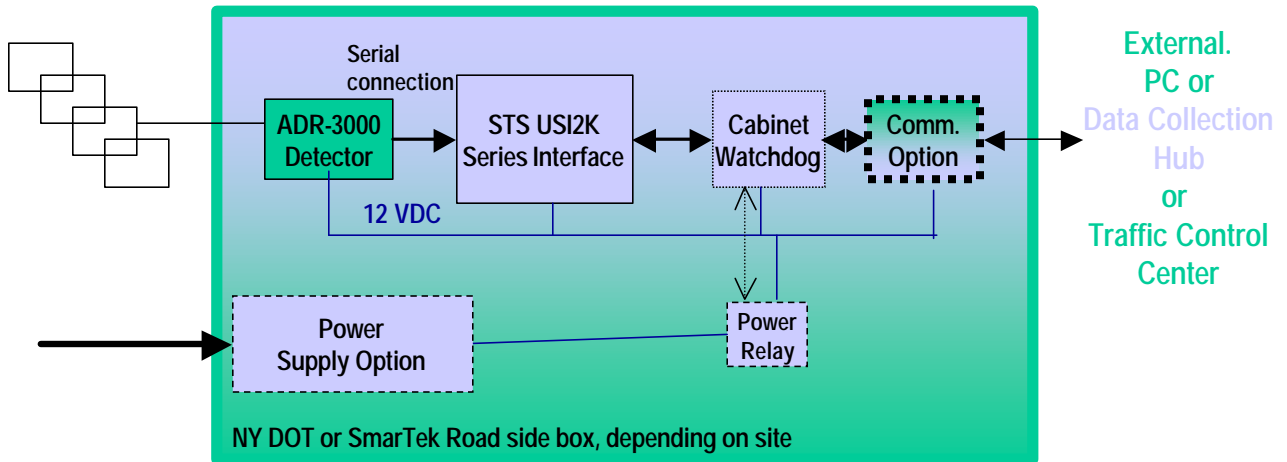 Serial
connection
ADR-3000
Detector
STS USI2K
Series Interface
Cabinet
Watchdog
Comm.
Option
External.
PC or
Data Collection
Hub
or
Traffic Control
Center
12 VDC
Power
Supply Option
Power
Relay
NY DOT or SmarTek Road side box, depending on site